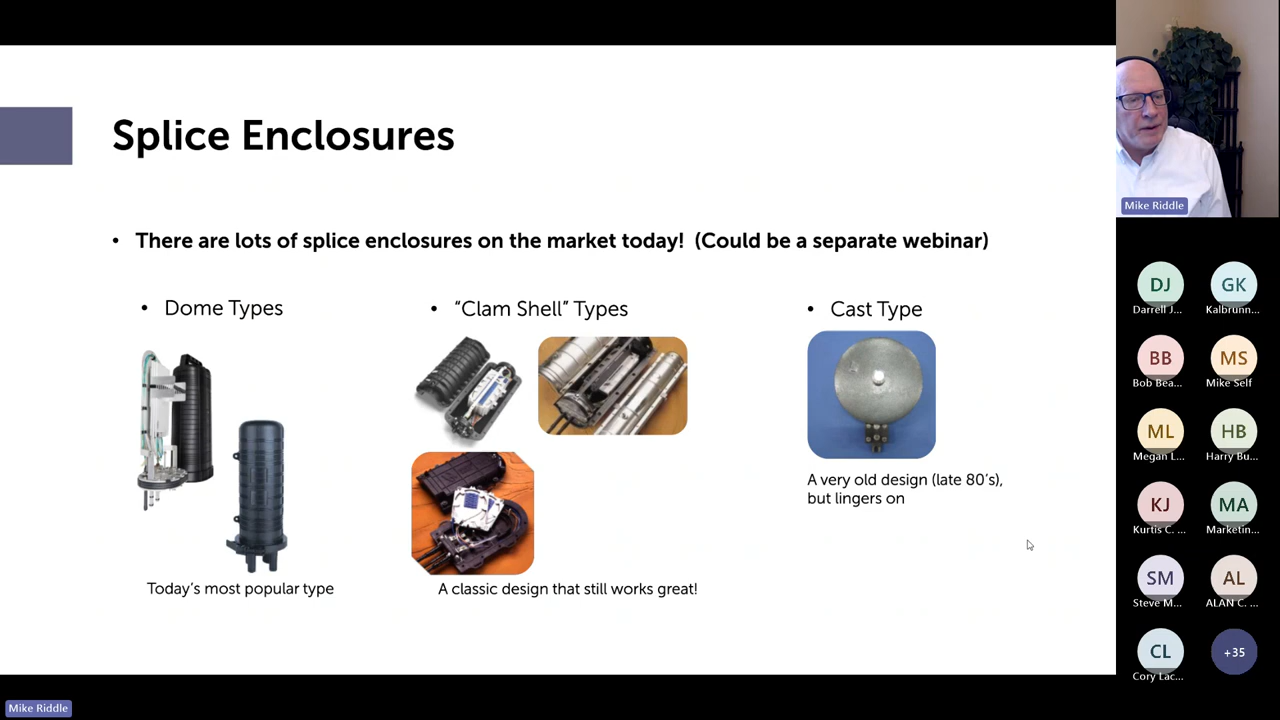 Splice Enclosures
• There are lots of splice enclosures on the market today! (Could be a separate webinar)
• Dome Types
• “Clam Shell” Types
• Cast Type
A very old design (late 80’s),
but lingers on
Today’s most popular type
A classic design that still works great!
Mike Riddle
DJ
GK
Darrell J...
Kalbrunn...
BB
MS
Bob Bea...
Mike Self
ML
HB
Megan L...
Harry Bu...
KJ
MA
Kurtis C. ...
Marketin...
SM
AL
Steve M...
ALAN C. ...
CL
+35
Cory Lac...
Mike Riddle